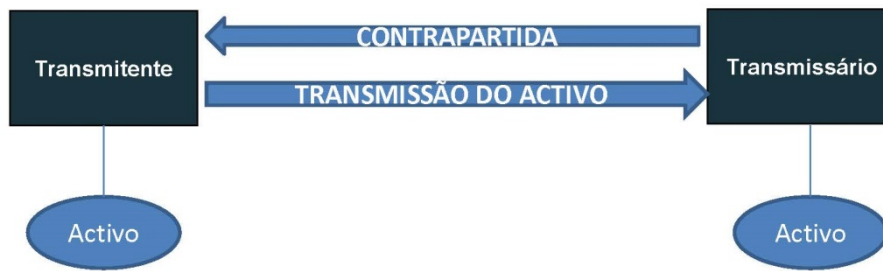 CONTRAPARTIDA
Transmitente
Transmissário
TRANSMISSÃO DO ACTIVO
Activo
Activo